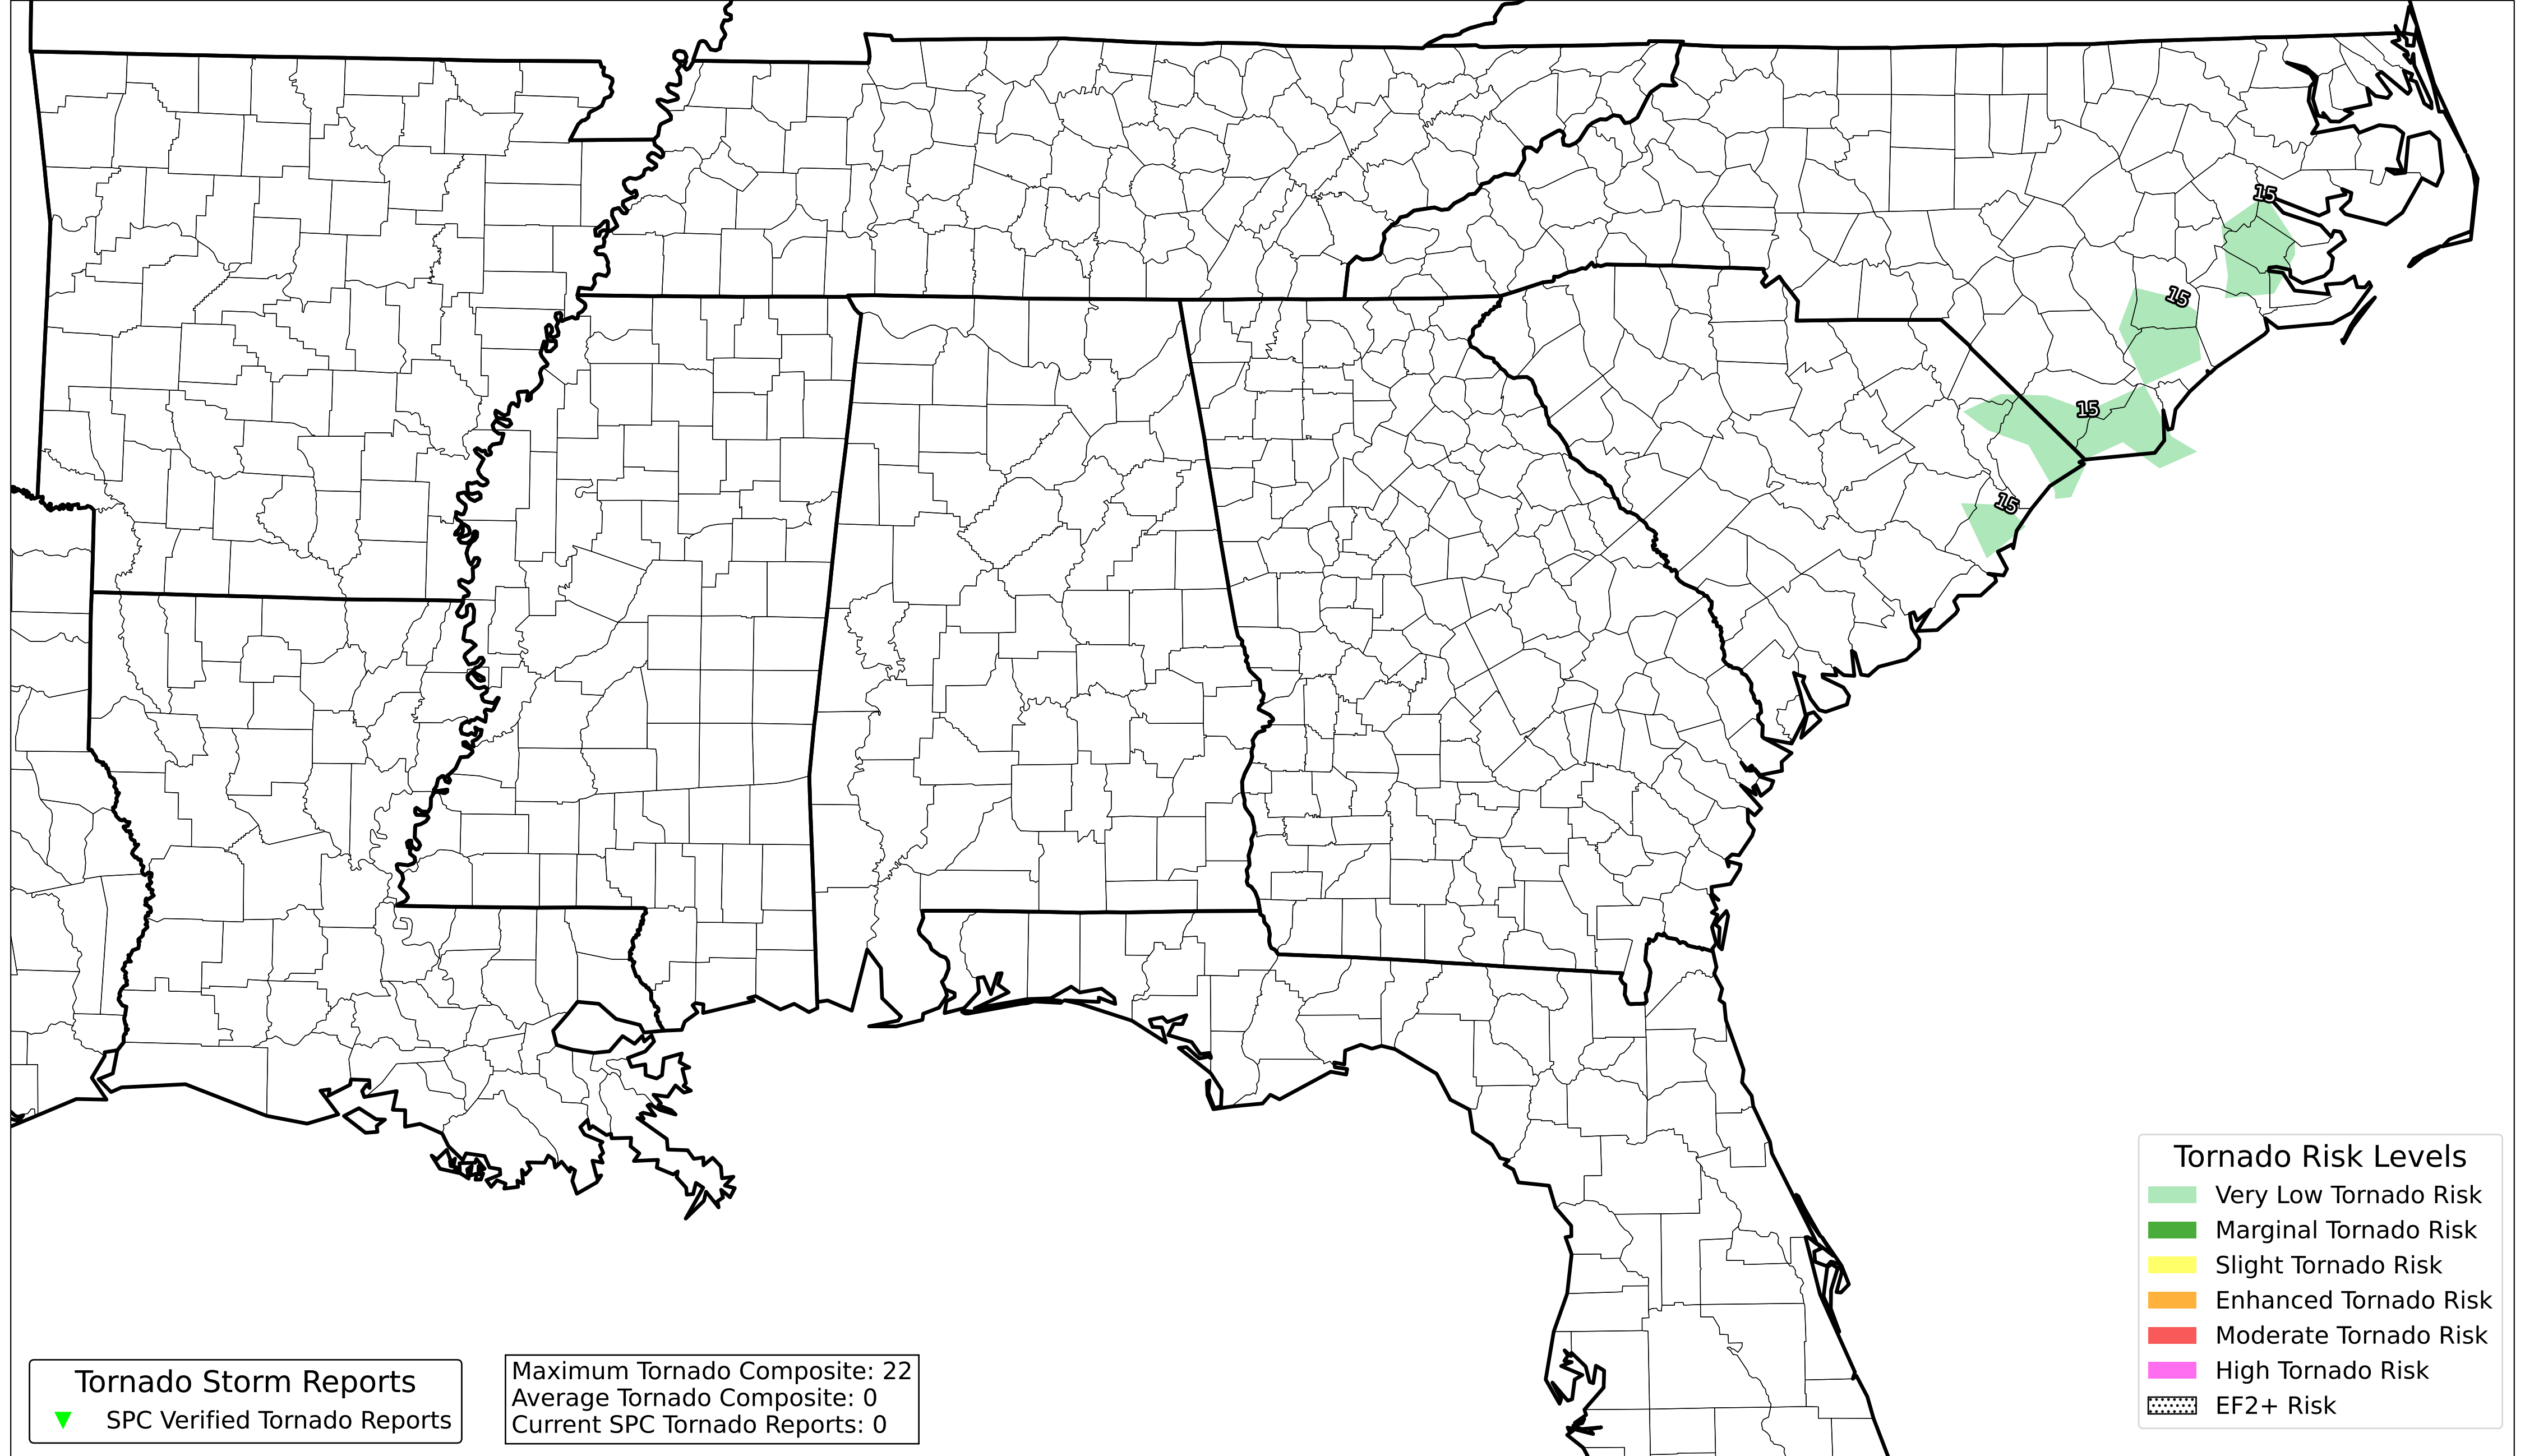 15
15
15
15
Tornado Risk Levels
Very Low Tornado Risk
Marginal Tornado Risk
Slight Tornado Risk
Enhanced Tornado Risk
Moderate Tornado Risk
High Tornado Risk
EF2+ Risk
Tornado Storm Reports
SPC Verified Tornado Reports
Maximum Tornado Composite: 22
Average Tornado Composite: 0
Current SPC Tornado Reports: 0